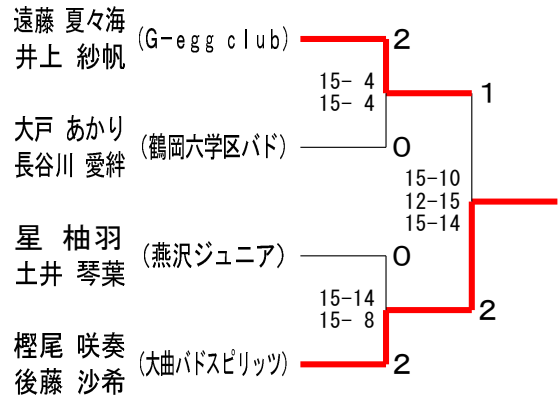 遠藤 夏々海
井上 紗帆
(G-egg club)
2
15- 4
15- 4
1
大戸 あかり
長谷川 愛絆
(鶴岡六学区バド)
0
15-10
12-15
15-14
星 柚羽
土井 琴葉
(燕沢ジュニア)
0
15-14
15- 8
2
樫尾 咲奏
後藤 沙希
(大曲バドスピリッツ)
2